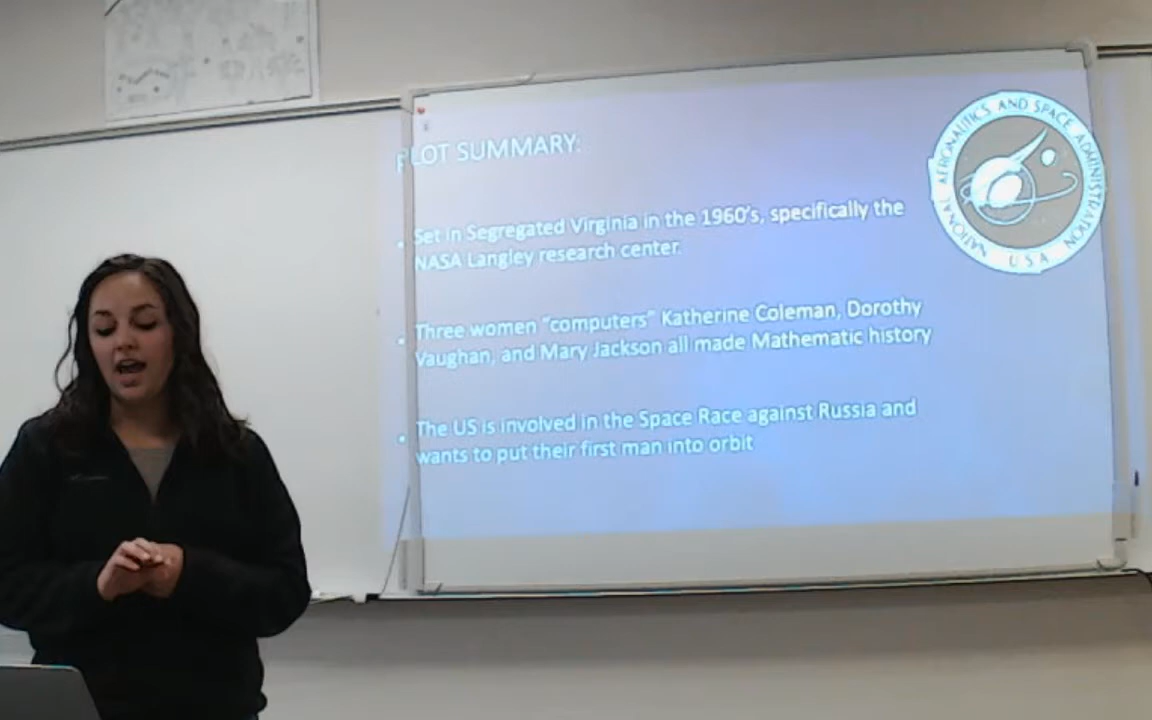 PLOT SUMMARY:
NATIONAL AERONAUTICS AND SPACE ADMINISTRATION
U S A
• Set in Segregated Virginia in the 1960's, specifically the
NASA Langley research center.
• Three women "computers" Katherine Coleman, Dorothy
Vaughan, and Mary Jackson all made Mathematic history
• The US is involved in the Space Race against Russia and
wants to put their first man into orbit